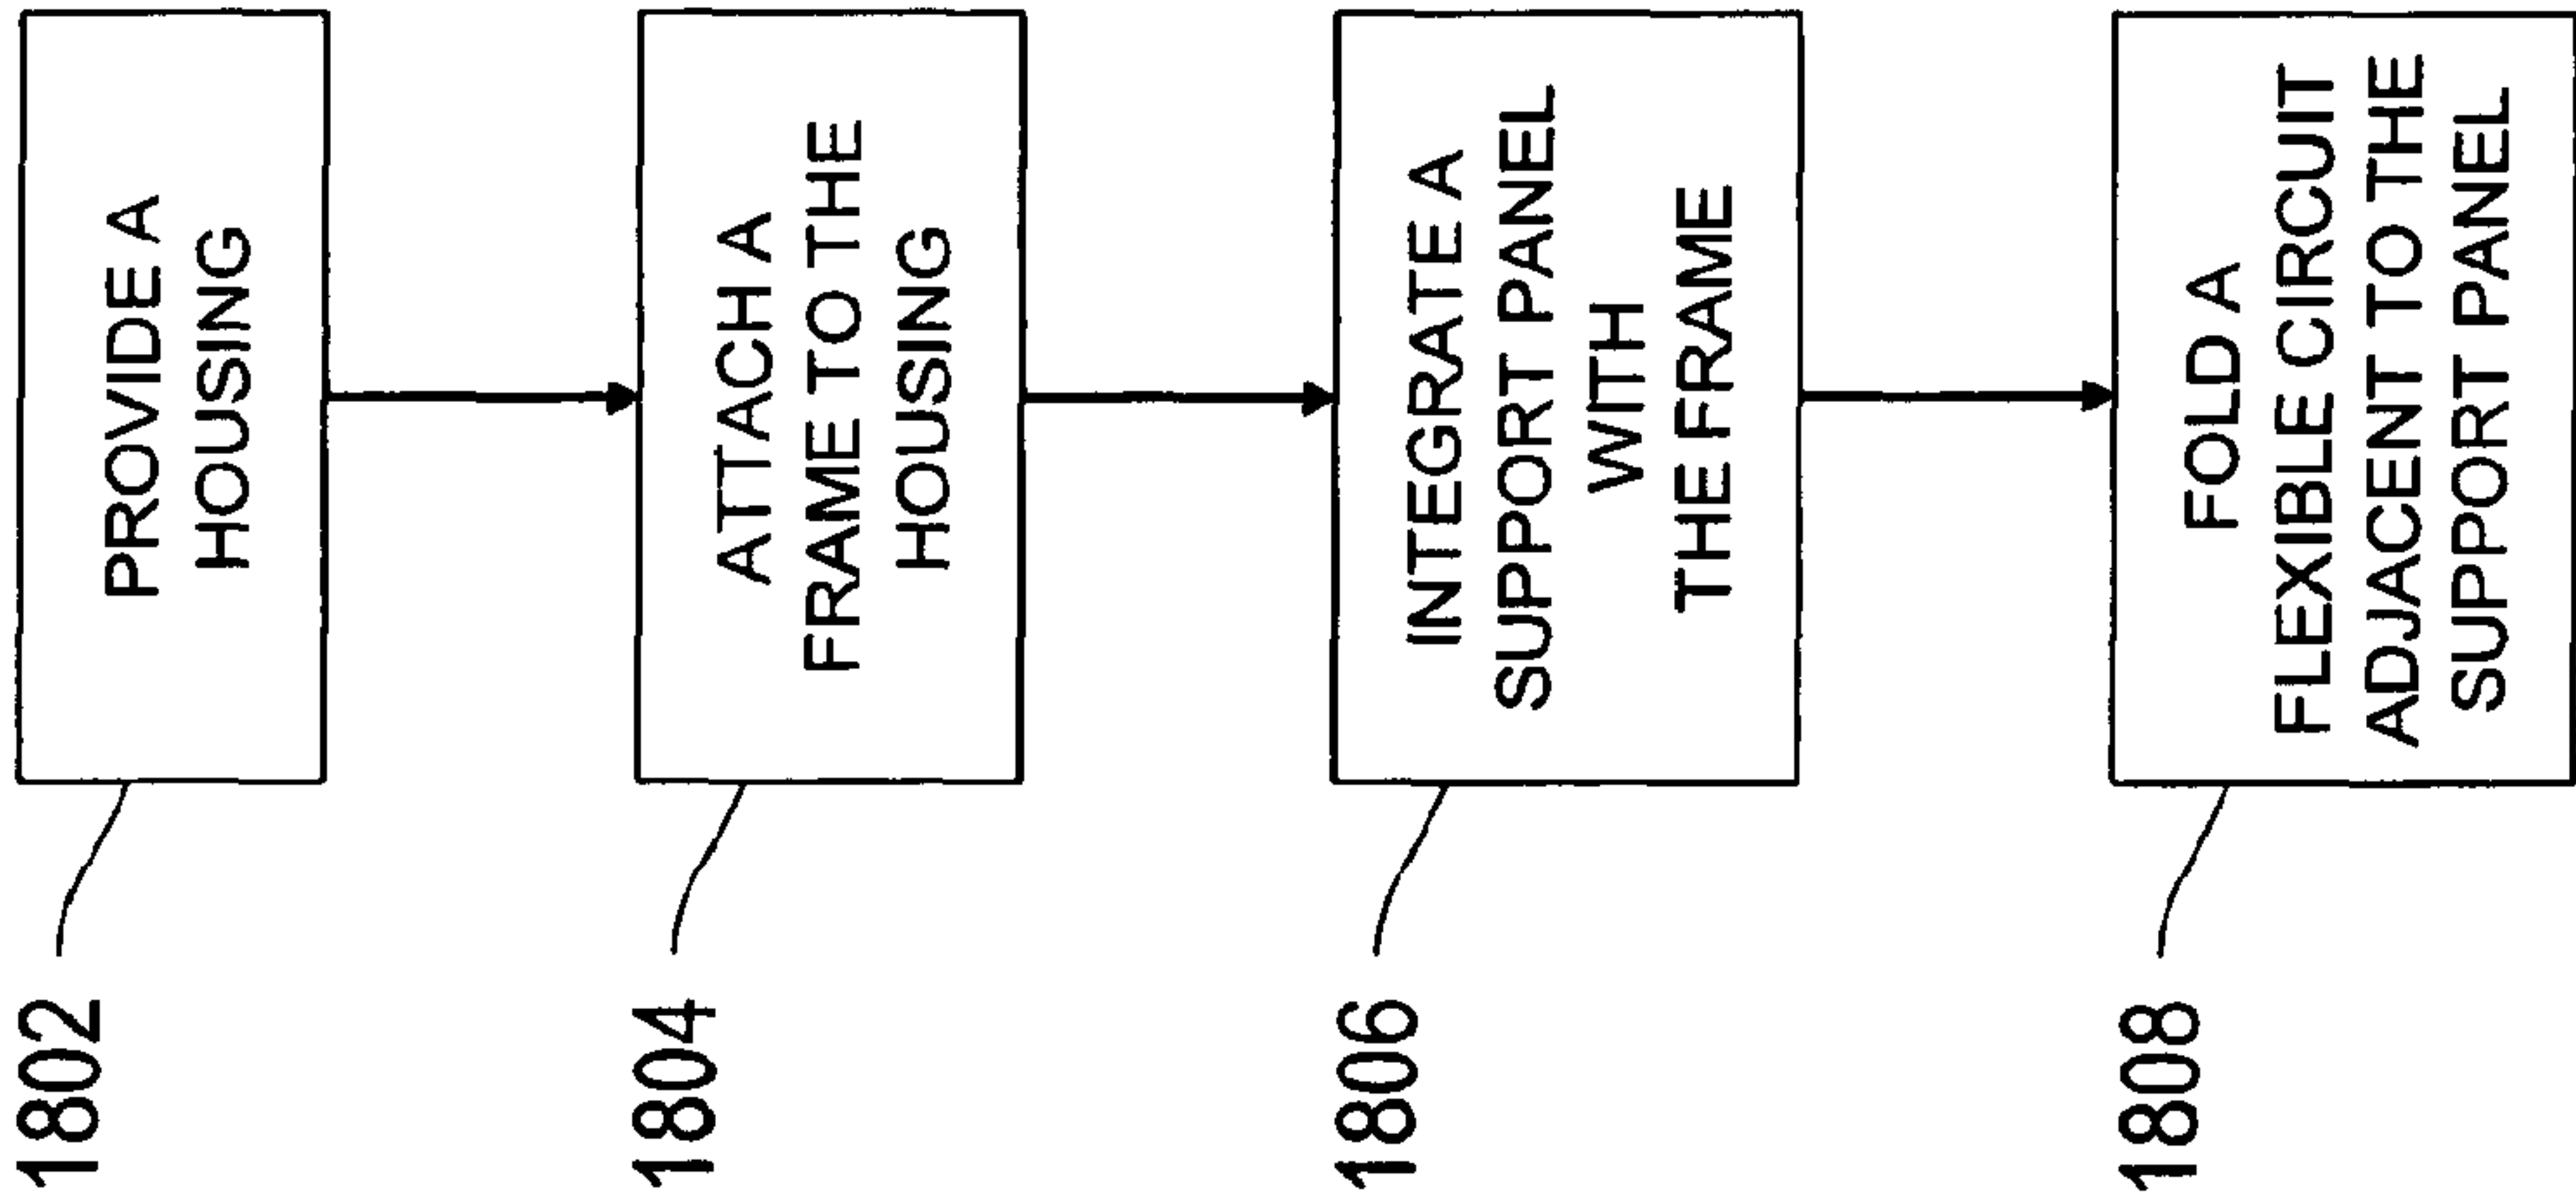 1802
PROVIDE A
HOUSING
1804
ATTACH A
FRAME TO THE
HOUSING
1806
INTEGRATE A
SUPPORT PANEL
WITH
THE FRAME
1808
FOLD A
FLEXIBLE CIRCUIT
ADJACENT TO THE
SUPPORT PANEL